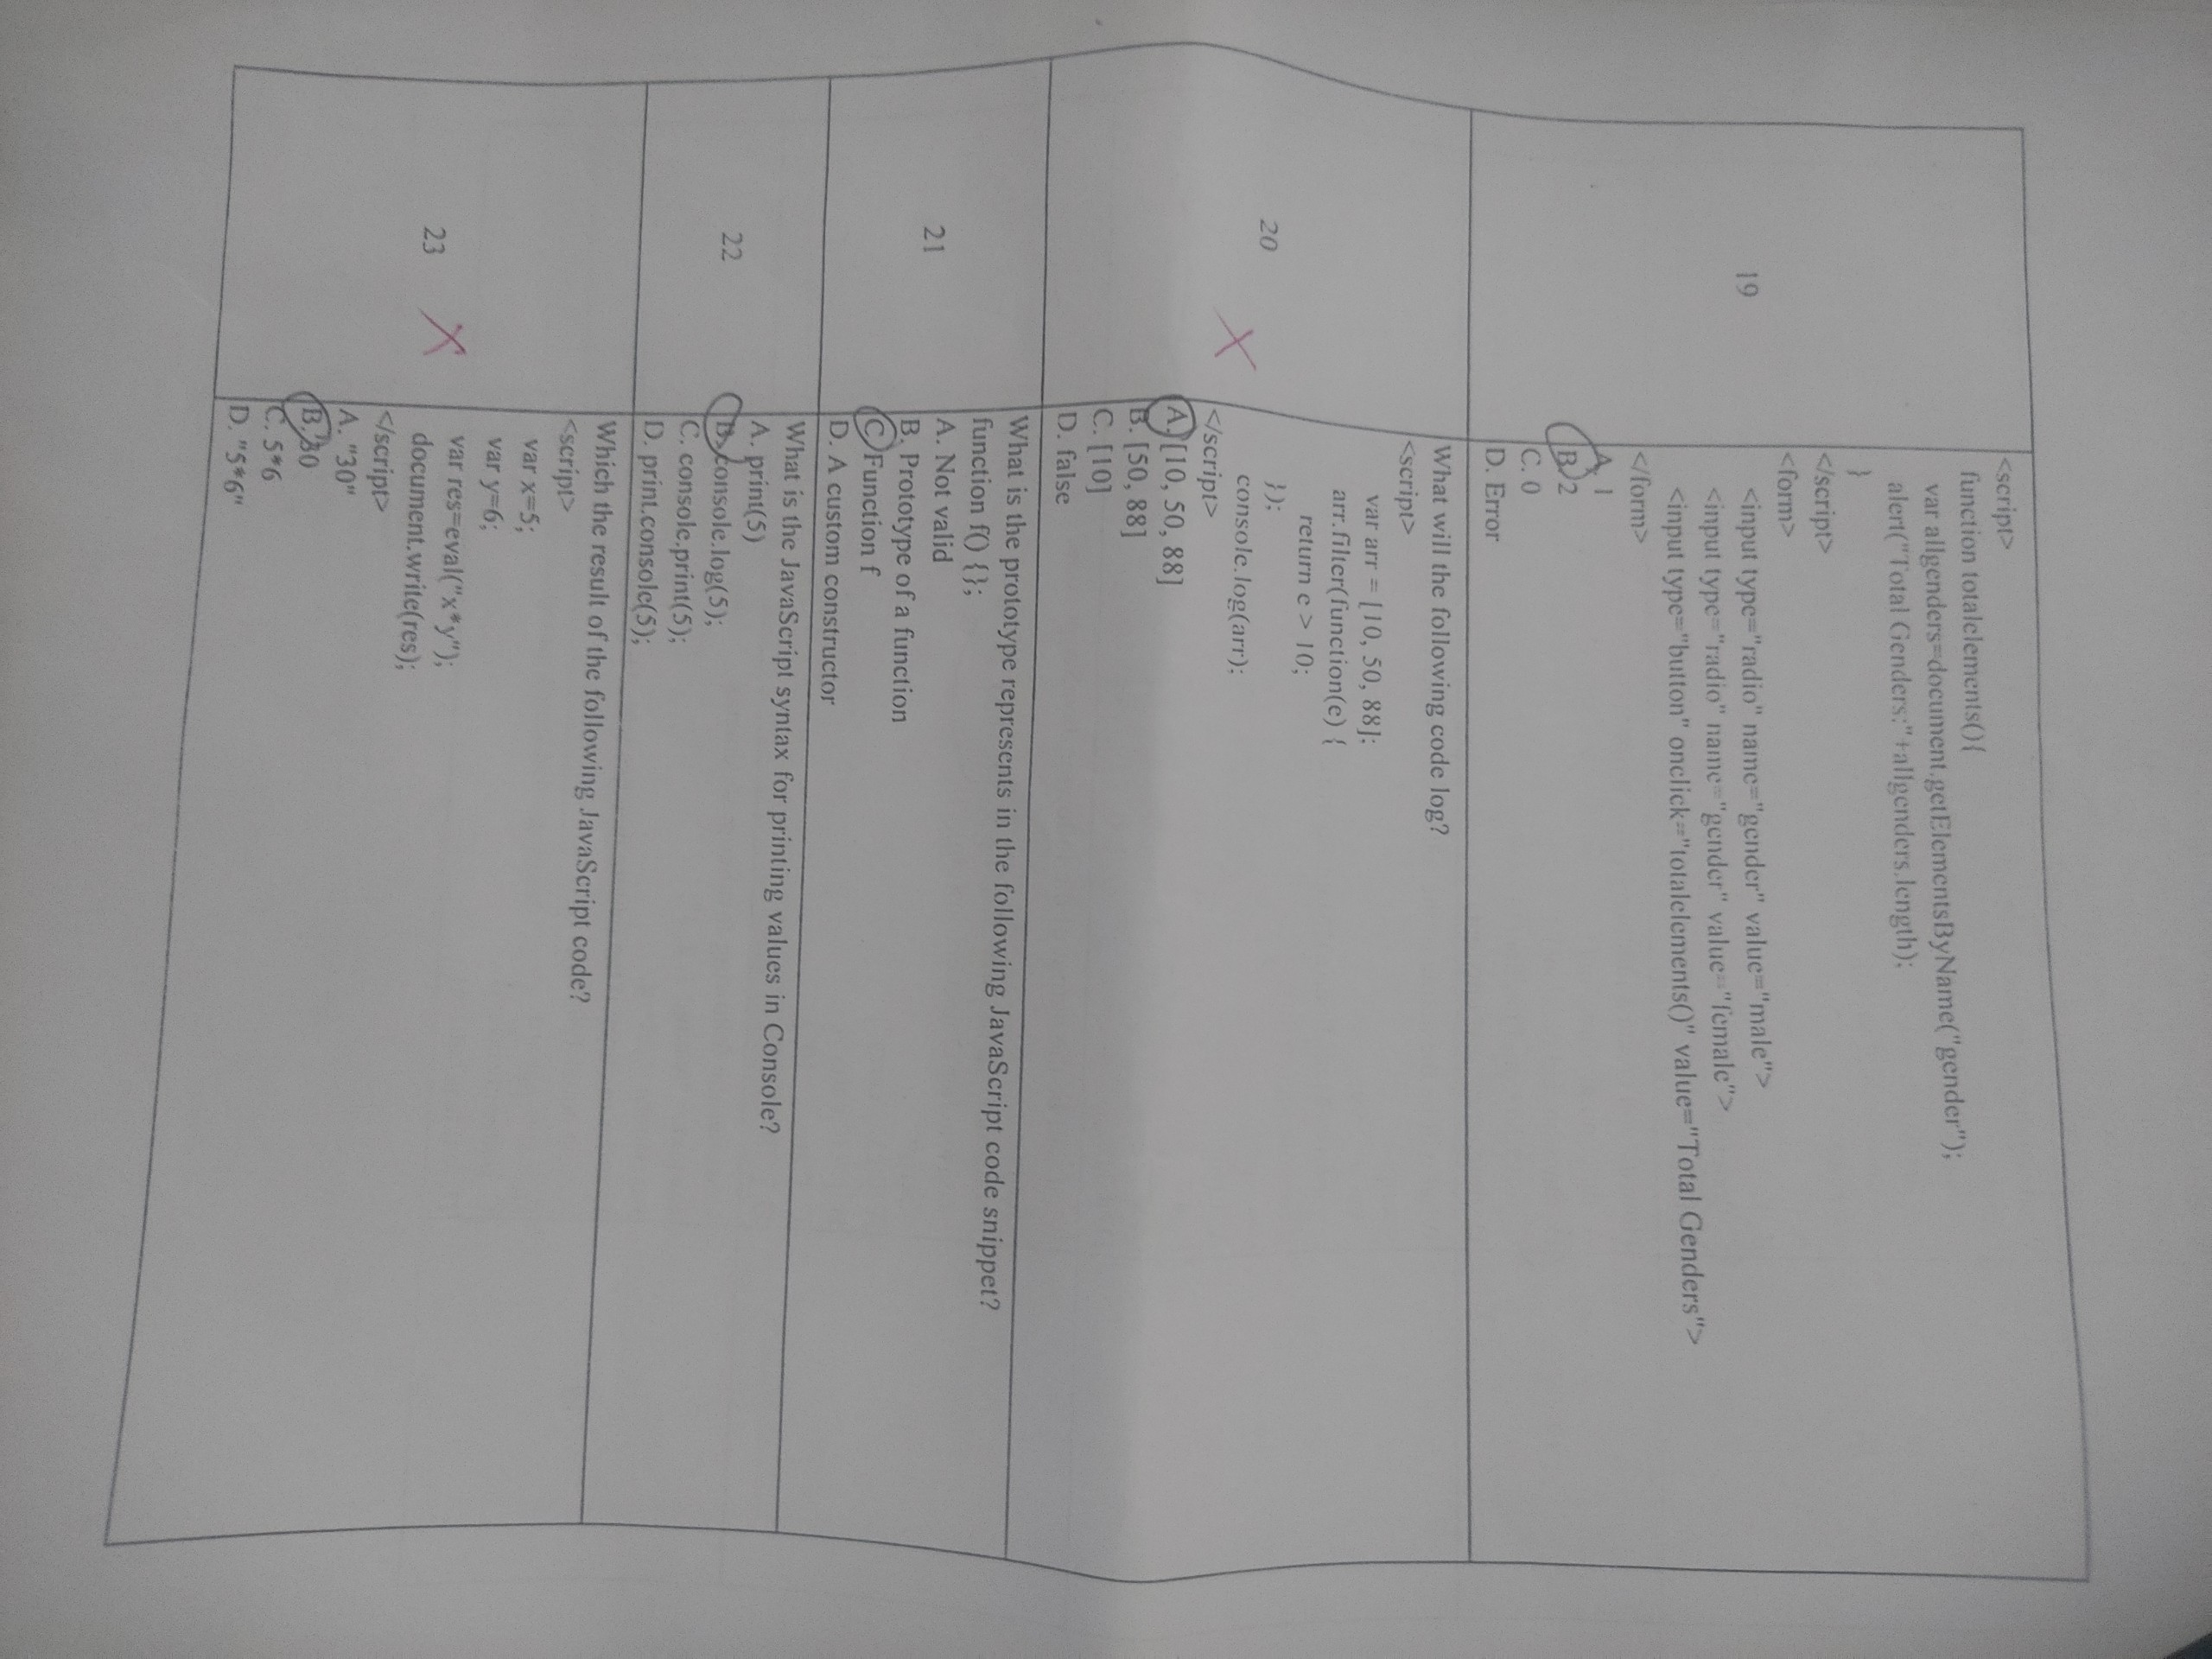 <script>
function totalelements(){
var allgenders=document.getElementsByName("gender");
alert("Total Genders:"+allgenders.length);
}
</script>
<form>
<input type="radio" name="gender" value="male">
<input type="radio" name="gender" value="female">
<input type="button" onclick="totalelements()" value="Total Genders">
</form>
19
A. 1
B. 2
C. 0
D. Error
What will the following code log?
<script>
var arr = [10, 50, 88];
arr.filter(function(e) {
return e > 10;
});
console.log(arr);
</script>
20 X
A. [10, 50, 88]
B. [50, 88]
C. [10]
D. false
What is the prototype represents in the following JavaScript code snippet?
function f() {};
21
A. Not valid
B. Prototype of a function
C. Function f
D. A custom constructor
What is the JavaScript syntax for printing values in Console?
22
A. print(5)
B. console.log(5);
C. console.print(5);
D. print.console(5);
Which the result of the following JavaScript code?
<script>
var x=5;
var y=6;
var res=eval("x*y");
document.write(res);
</script>
23 X
A. "30"
B. 30
C. 5*6
D. "5*6"